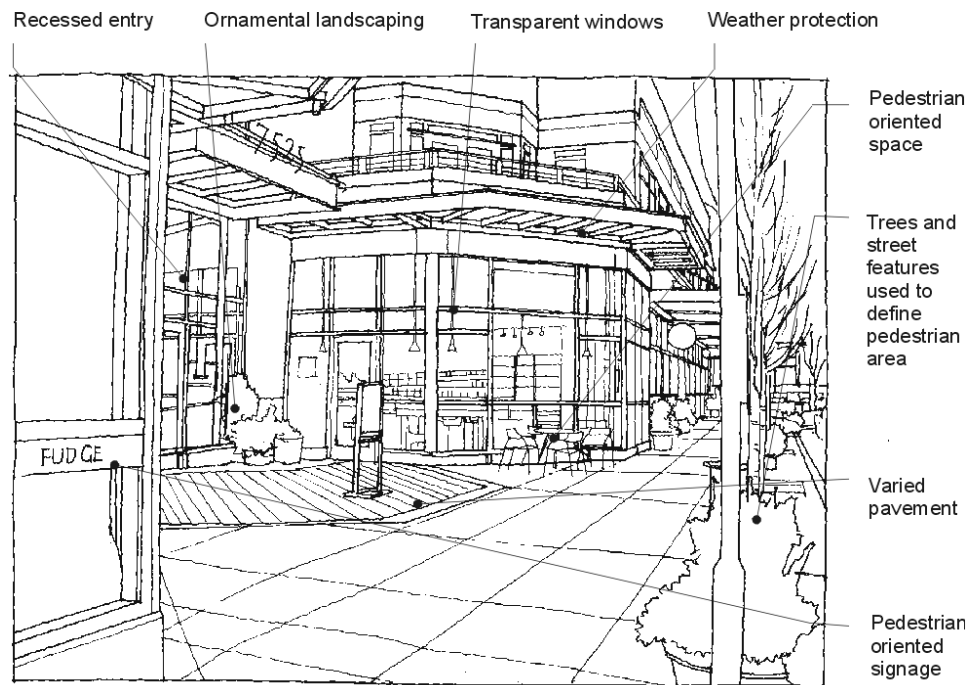 Recessed entry
Ornamental landscaping
Transparent windows
Weather protection
Pedestrian
oriented
space
7525
Trees and
street
features
used to
define
pedestrian
area
FUDGE
Varied
pavement
Pedestrian
oriented
signage